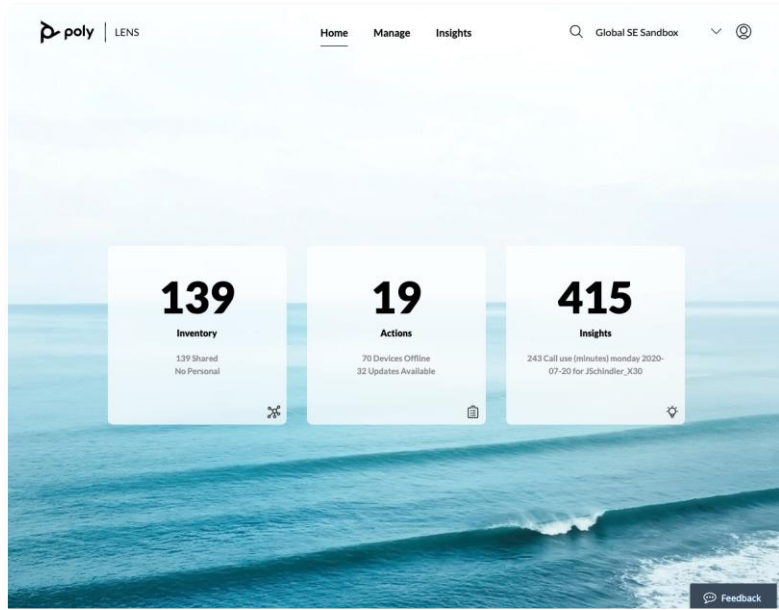 poly | LENS
Home Manage Insights
Global SE Sandbox
139
Inventory
139 Shared
No Personal
19
Actions
70 Devices Offline
32 Updates Available
415
Insights
243 Call use (minutes) monday 2020-
07-20 for JSchindler_X30
Feedback